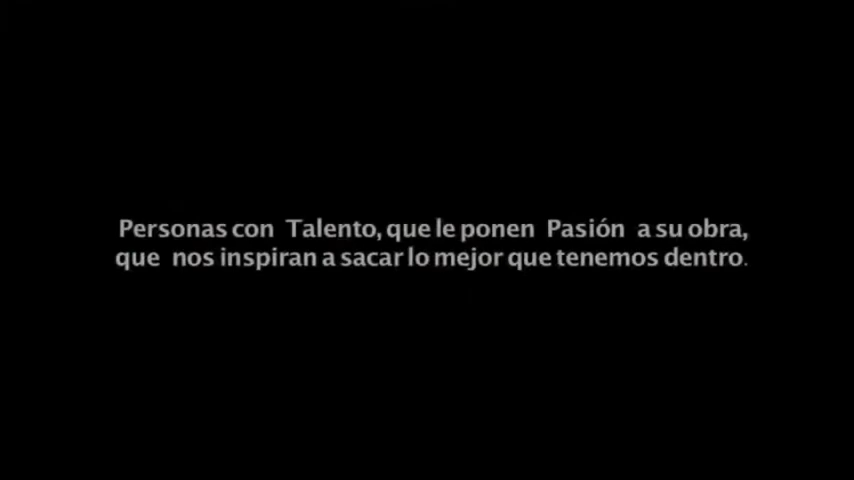 Personas con Talento, que le ponen Pasión a su obra,
que nos inspiran a sacar lo mejor que tenemos dentro.